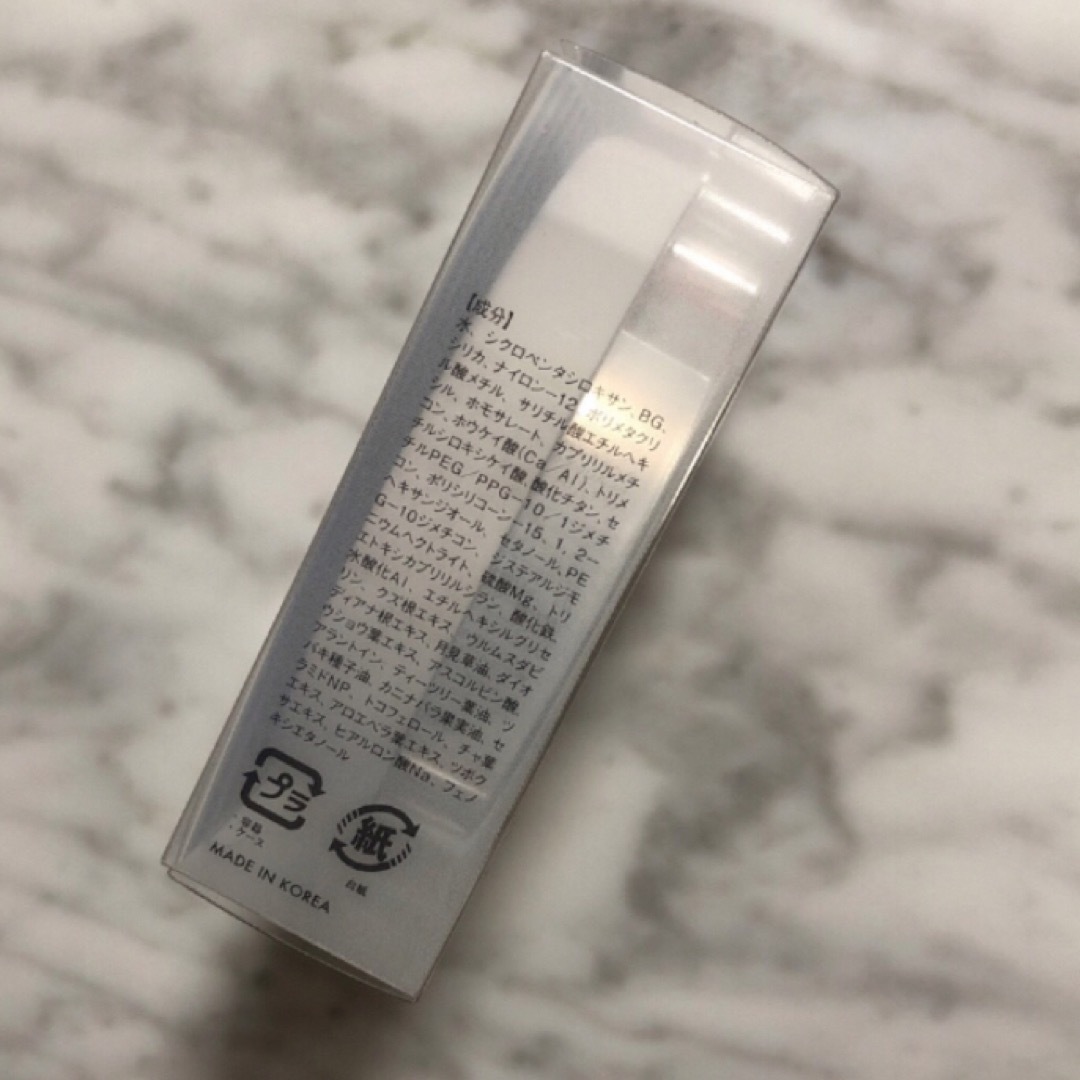 【成分】
水、シクロペンタシロキサン、BG、
シリカ、ナイロン-12、ポリメタクリ
ル酸メチル、サリチル酸エチルヘキ
シル、ホモサレート、カプリリルメチ
コン、ホウケイ酸(Ca/Al)、トリメ
チルシロキシケイ酸、酸化チタン、セ
チルPEG/PPG-10/1ジメチ
コン、ポリシリコーン-15、1,2-
ヘキサンジオール、セタノール、PE
G-10ジメチコン、ジステアルジモ
ニウムヘクトライト、硫酸Mg、トリ
エトキシカプリリルシラン、酸化鉄、
水酸化Al、エチルヘキシルグリセ
リン、クズ根エキス、ウルムスダビ
ディアナ根エキス、月見草油、ダイオ
ウショウ葉エキス、アスコルビン酸
アラントイン、ティーツリー葉油、ツ
バキ種子油、カニナバラ果実油、セ
ラミドNP、トコフェロール、チャ葉
エキス、アロエベラ葉エキス、ツボク
サエキス、ヒアルロン酸Na、フェノ
キシエタノール
プラ
・容器
・ケース
紙
台紙
MADE IN KOREA